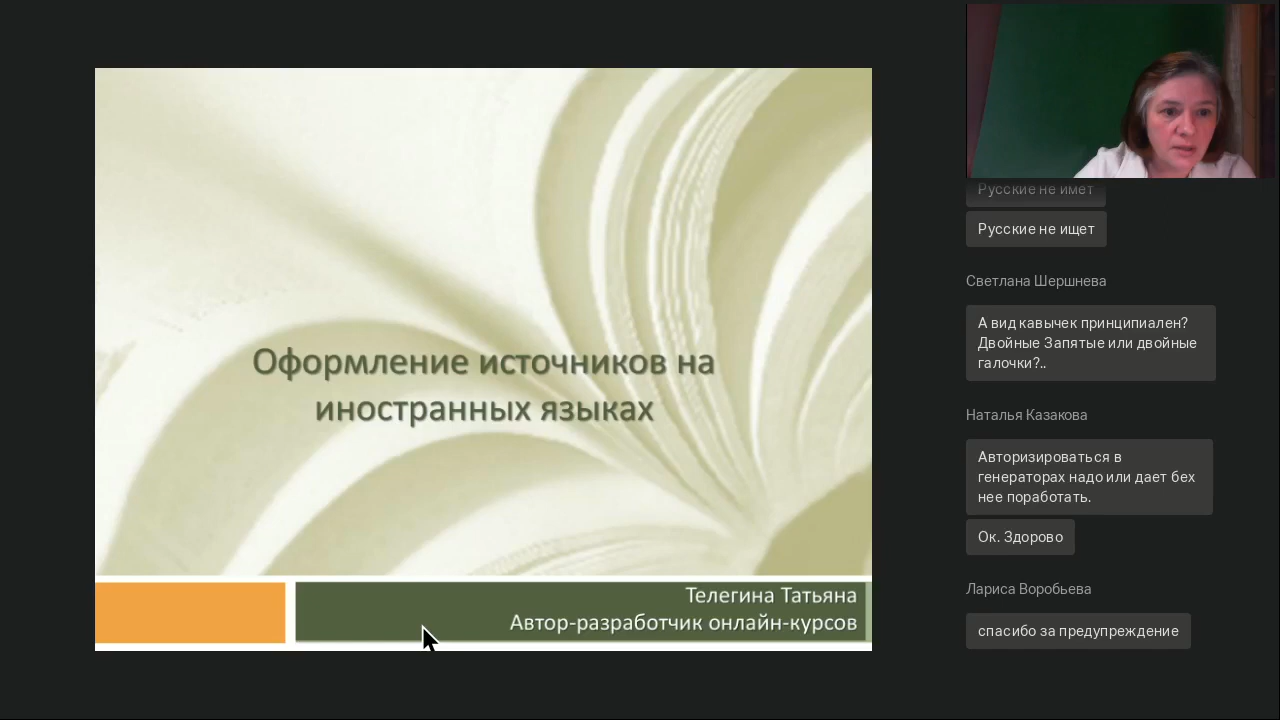 Оформление источников на
иностранных языках
Телегина Татьяна
Автор-разработчик онлайн-курсов
Русские не имет
Русские не ищет
Светлана Шершнева
А вид кавычек принципиален?
Двойные Запятые или двойные
галочки?..
Наталья Казакова
Авторизироваться в
генераторах надо или дает бех
нее поработать.
Ок. Здорово
Лариса Воробьева
спасибо за предупреждение